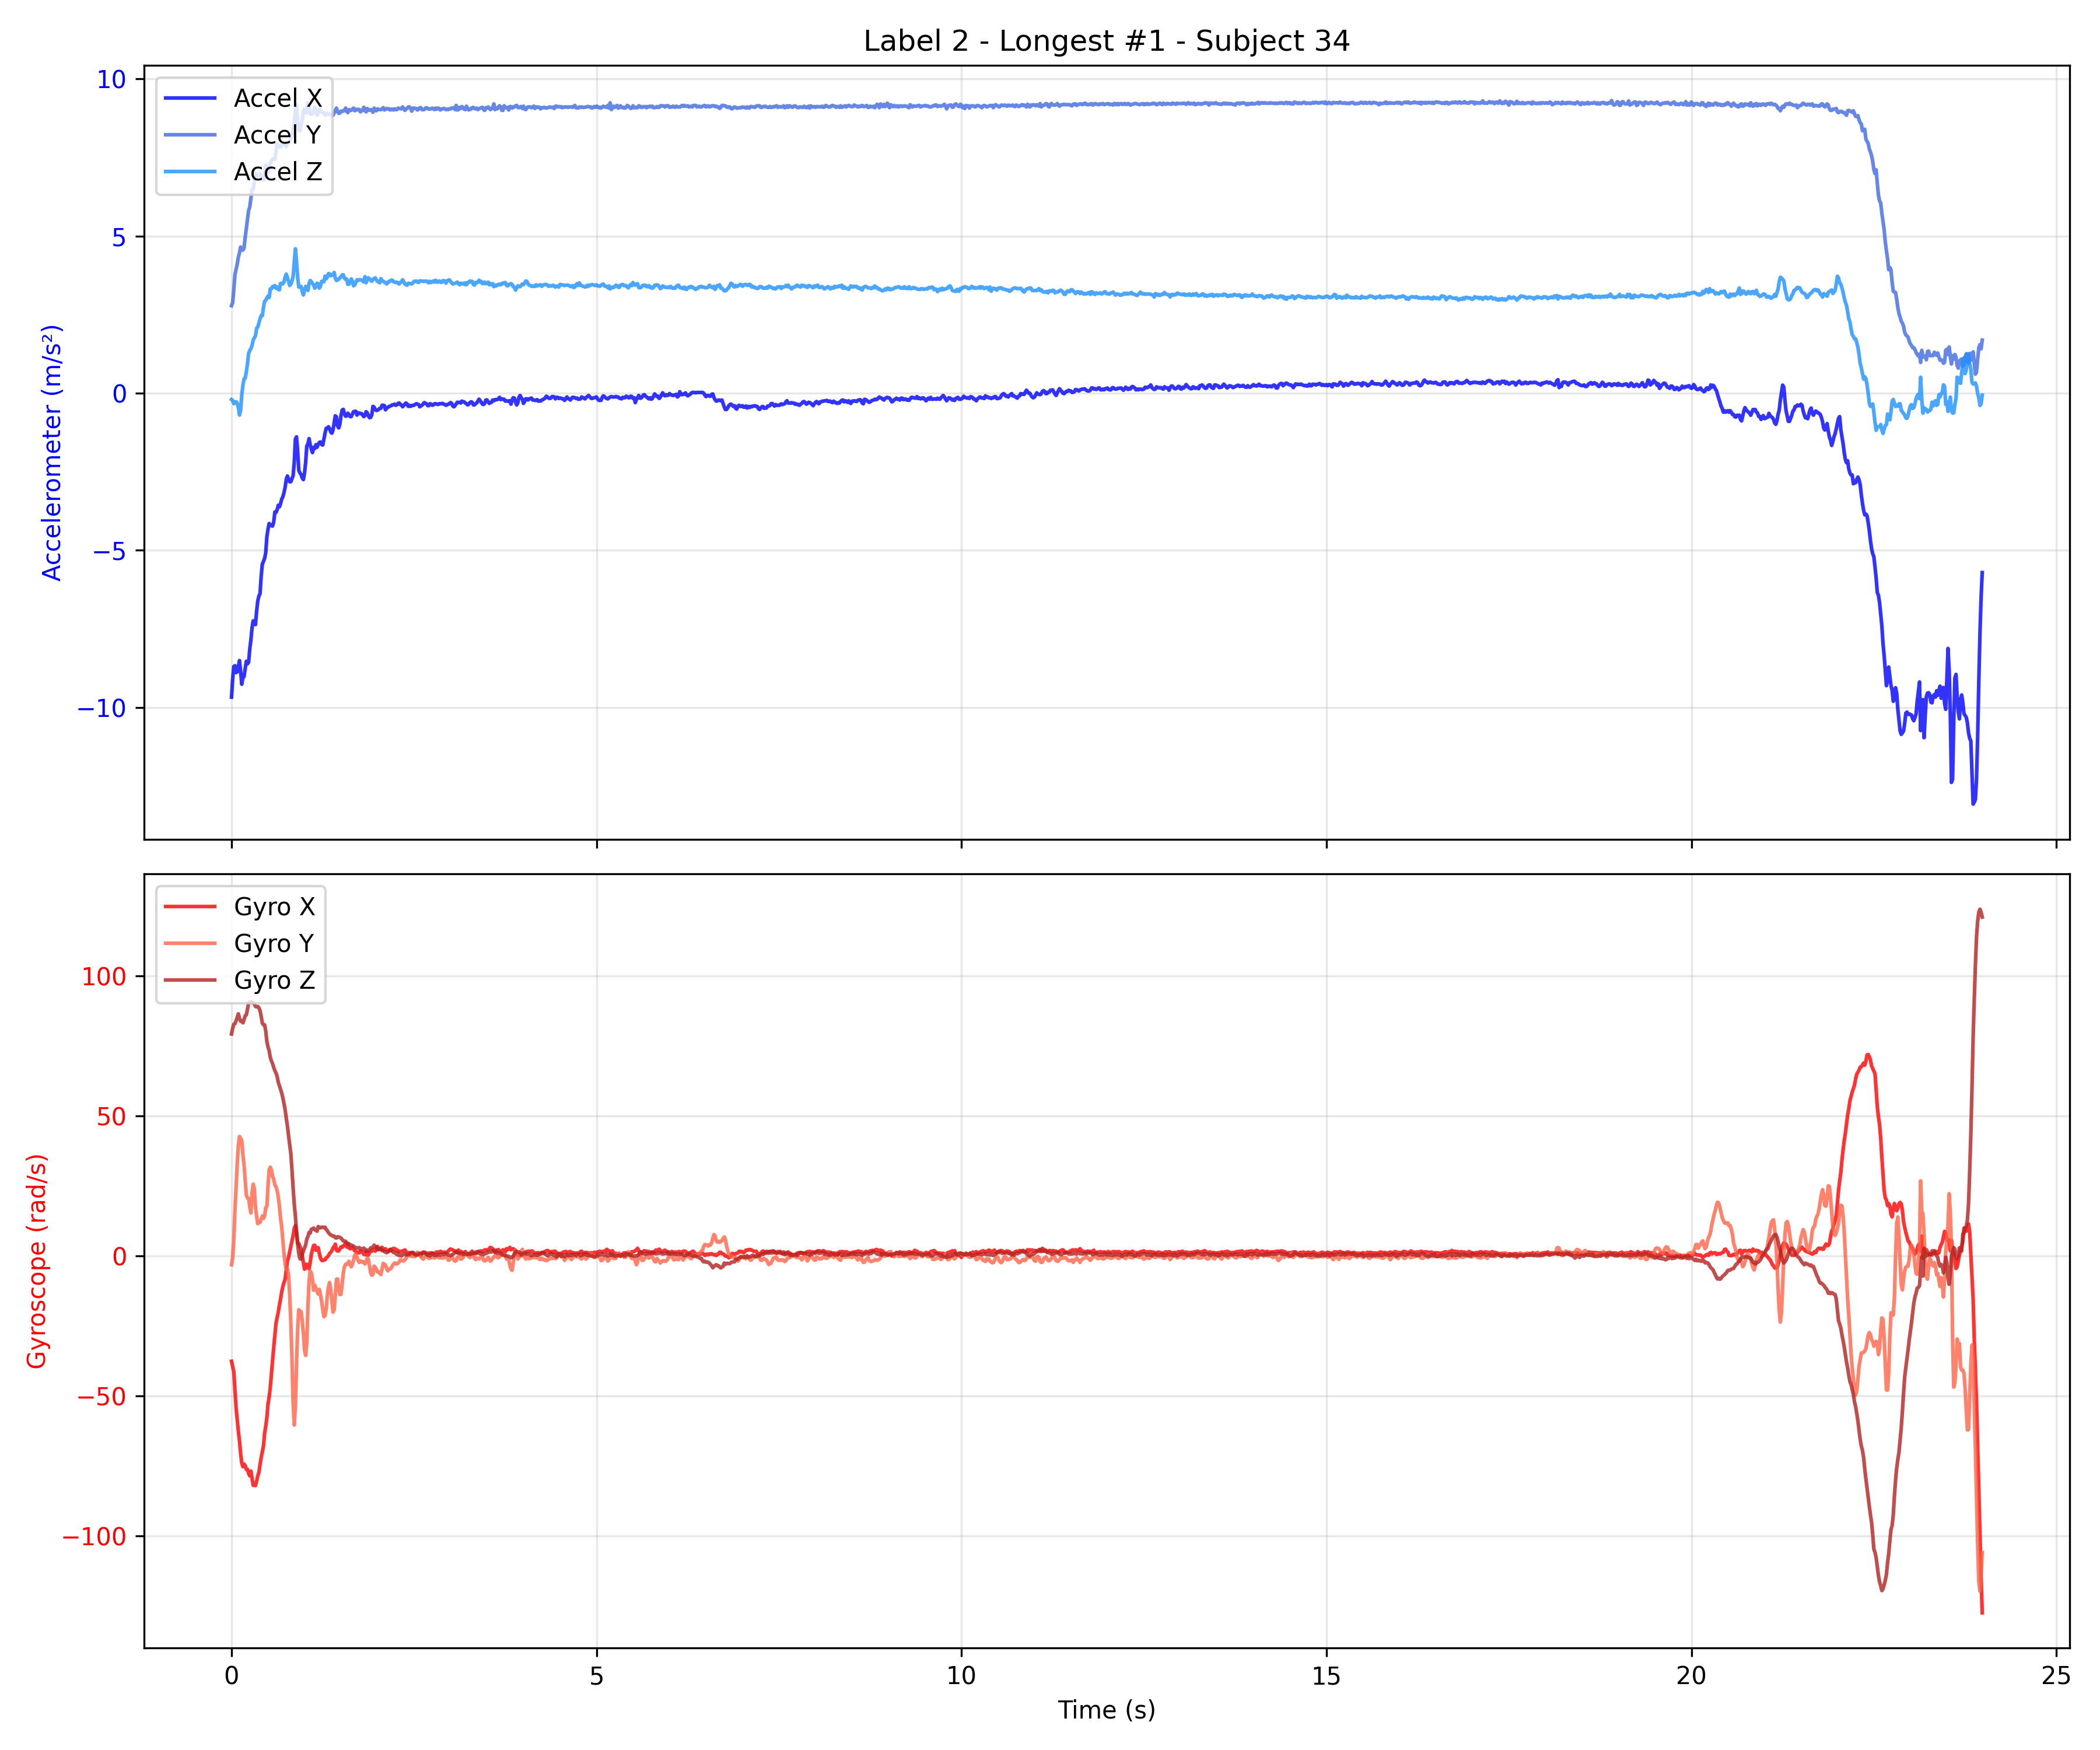 Label 2 - Longest #1 - Subject 34
10
5
0
−5
−10
Accelerometer (m/s²)
Accel X
Accel Y
Accel Z
100
50
0
−50
−100
Gyroscope (rad/s)
Gyro X
Gyro Y
Gyro Z
0 5 10 15 20 25
Time (s)